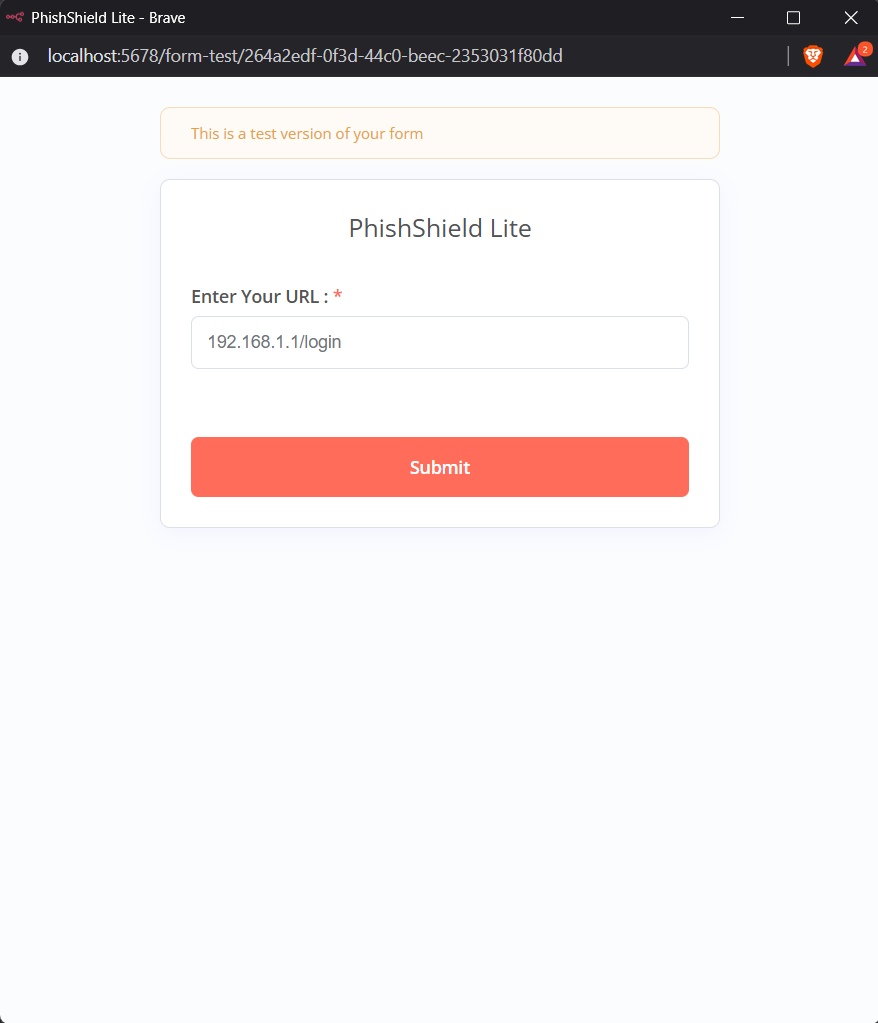 PhishShield Lite - Brave
localhost:5678/form-test/264a2edf-0f3d-44c0-beec-2353031f80dd
2
This is a test version of your form
PhishShield Lite
Enter Your URL : *
192.168.1.1/login
Submit